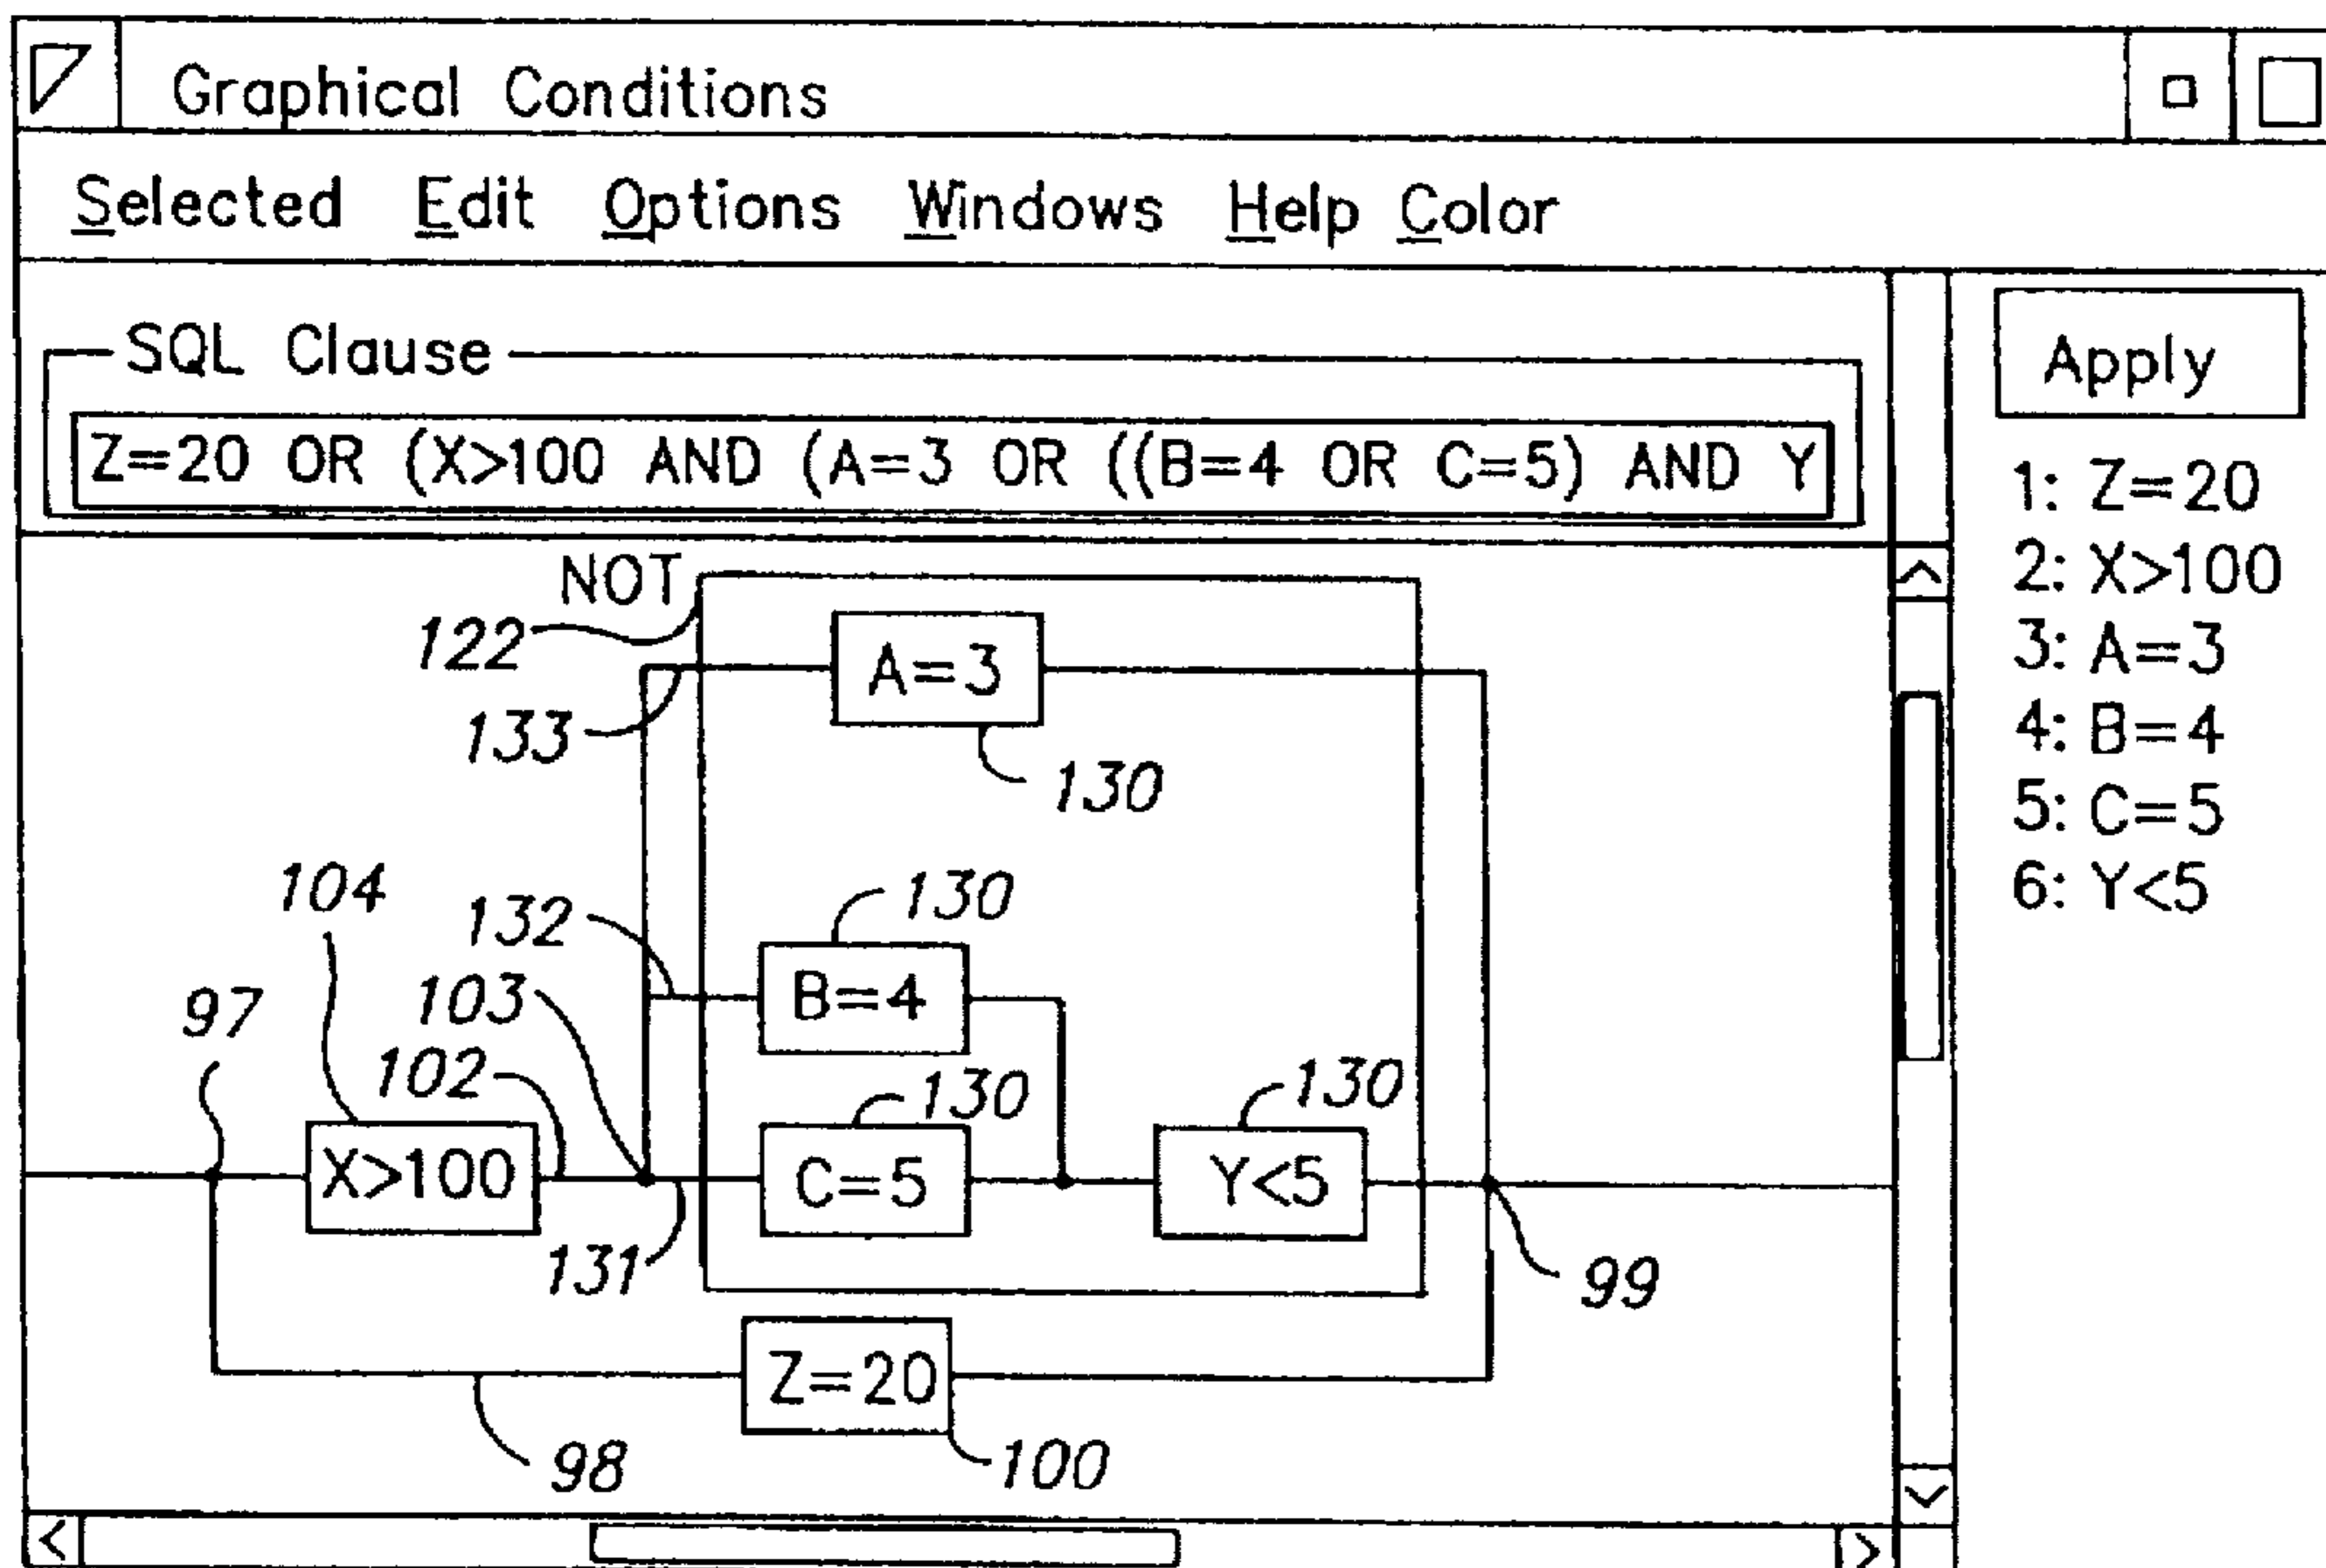 Graphical Conditions
Selected Edit Options Windows Help Color
SQL Clause
Apply
Z=20 OR (X>100 AND (A=3 OR ((B=4 OR C=5) AND Y
1: Z=20
2: X>100
3: A=3
4: B=4
5: C=5
6: Y<5
NOT
122
A=3
133
130
104
132
130
B=4
97
103
102
130
130
X>100
C=5
Y<5
131
99
Z=20
98
100